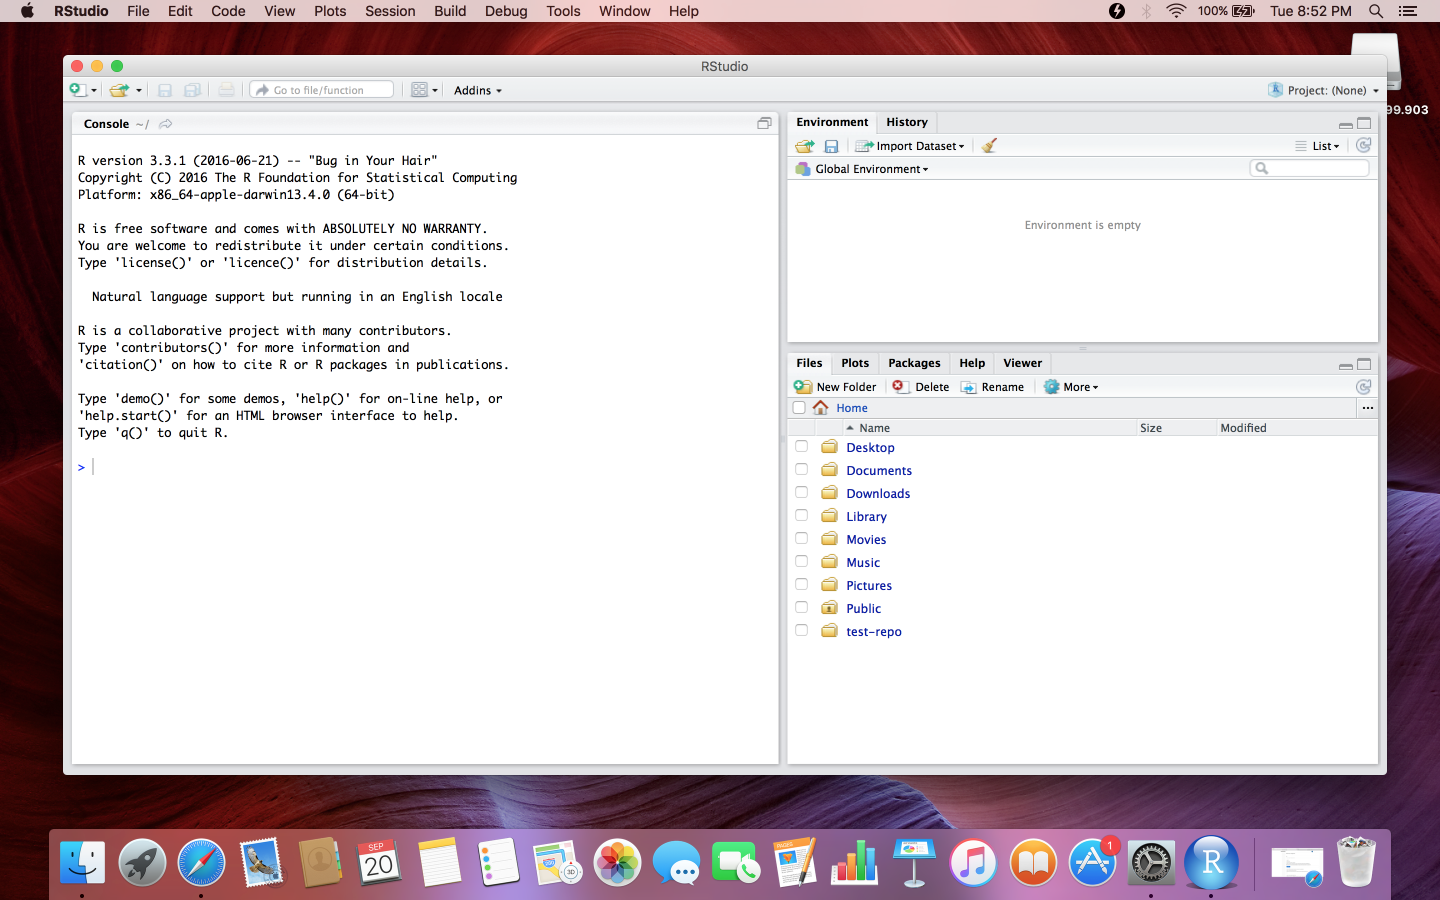 RStudio File Edit Code View Plots Session Build Debug Tools Window Help 100% Tue 8:52 PM
RStudio
Go to file/function Addins Project: (None)
99.903
Console ~/
R version 3.3.1 (2016-06-21) -- "Bug in Your Hair"
Copyright (C) 2016 The R Foundation for Statistical Computing
Platform: x86_64-apple-darwin13.4.0 (64-bit)
R is free software and comes with ABSOLUTELY NO WARRANTY.
You are welcome to redistribute it under certain conditions.
Type 'license()' or 'licence()' for distribution details.
Natural language support but running in an English locale
R is a collaborative project with many contributors.
Type 'contributors()' for more information and
'citation()' on how to cite R or R packages in publications.
Type 'demo()' for some demos, 'help()' for on-line help, or
'help.start()' for an HTML browser interface to help.
Type 'q()' to quit R.
>
Environment History
Import Dataset List
Global Environment
Environment is empty
Files Plots Packages Help Viewer
New Folder Delete Rename More
Home ...
Name Size Modified
Desktop
Documents
Downloads
Library
Movies
Music
Pictures
Public
test-repo
SEP
20
3D
PAGES
1
R